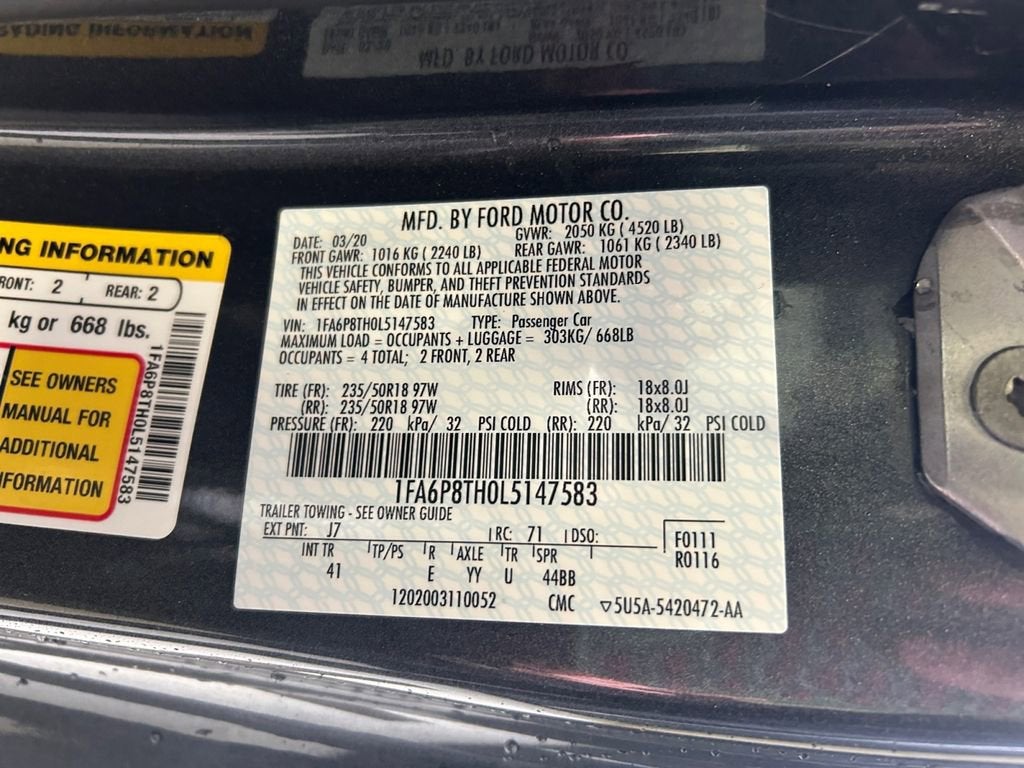 MFD. BY FORD MOTOR CO.
DATE: 03/20 GVWR: 2050 KG ( 4520 LB)
FRONT GAWR: 1016 KG ( 2240 LB) REAR GAWR: 1061 KG ( 2340 LB)
THIS VEHICLE CONFORMS TO ALL APPLICABLE FEDERAL MOTOR
VEHICLE SAFETY, BUMPER, AND THEFT PREVENTION STANDARDS
IN EFFECT ON THE DATE OF MANUFACTURE SHOWN ABOVE.
VIN: 1FA6P8TH0L5147583 TYPE: Passenger Car
MAXIMUM LOAD = OCCUPANTS + LUGGAGE = 303KG/ 668LB
OCCUPANTS = 4 TOTAL; 2 FRONT, 2 REAR
TIRE (FR): 235/50R18 97W RIMS (FR): 18x8.0J
(RR): 235/50R18 97W (RR): 18x8.0J
PRESSURE (FR): 220 kPa/ 32 PSI COLD (RR): 220 kPa/ 32 PSI COLD
1FA6P8TH0L5147583
TRAILER TOWING - SEE OWNER GUIDE
EXT PNT: J7 RC: 71 DSO: F0111
R0116
INT TR TP/PS R AXLE TR SPR
41 E YY U 44BB
1202003110052 CMC ▽5U5A-5420472-AA
NG INFORMATION
RONT: 2 REAR: 2
kg or 668 lbs.
SEE OWNERS
MANUAL FOR
ADDITIONAL
NFORMATION
1FA6P8TH0L5147583